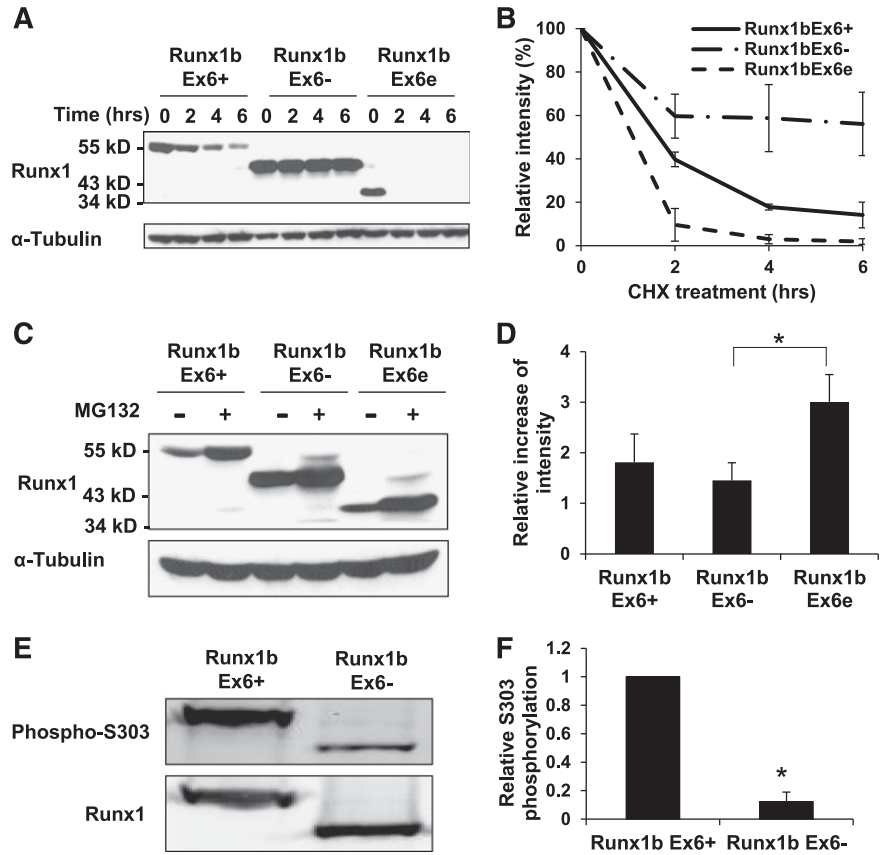 A
Runx1b Runx1b Runx1b
Ex6+ Ex6- Ex6e
Time (hrs) 0 2 4 6 0 2 4 6 0 2 4 6
55 kD
Runx1
43 kD
34 kD
α-Tubulin
B
Relative intensity (%)
100
80
60
40
20
0
Runx1bEx6+
Runx1bEx6-
Runx1bEx6e
0 2 4 6
CHX treatment (hrs)
C
Runx1b Runx1b Runx1b
Ex6+ Ex6- Ex6e
MG132 - + - + - +
55 kD
Runx1
43 kD
34 kD
α-Tubulin
D
Relative increase of
intensity
4
3
2
1
0
*
Runx1b Runx1b Runx1b
Ex6+ Ex6- Ex6e
E
Runx1b Runx1b
Ex6+ Ex6-
Phospho-S303
Runx1
F
Relative S303
phosphorylation
1.2
1
0.8
0.6
0.4
0.2
0
*
Runx1b Ex6+ Runx1b Ex6-